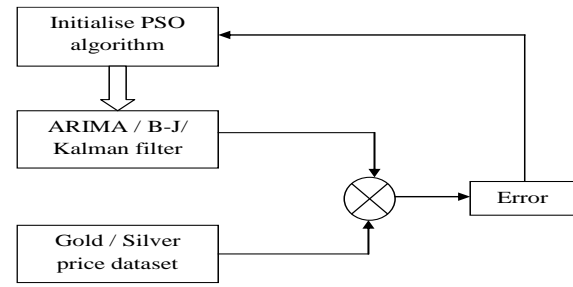 Initialise PSO
algorithm
ARIMA / B-J/
Kalman filter
Error
Gold / Silver
price dataset